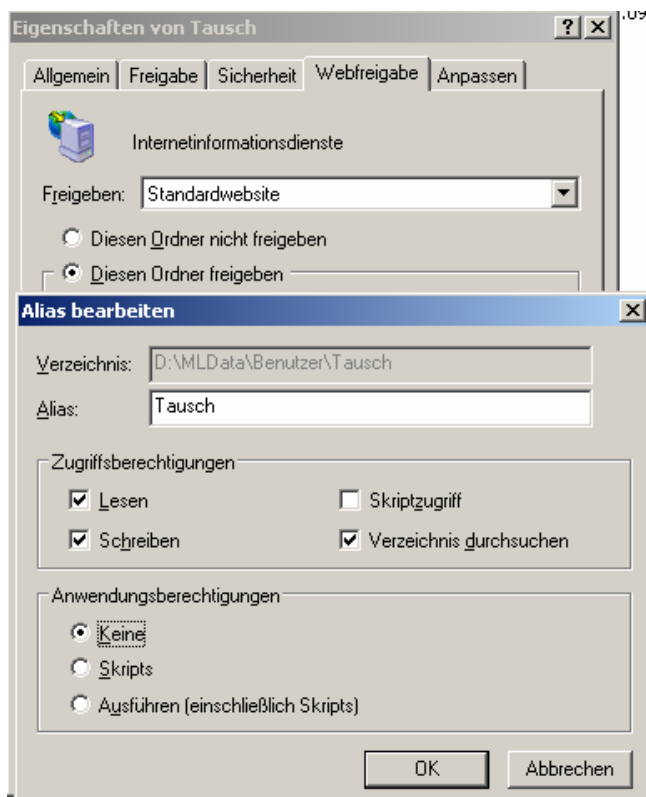 Eigenschaften von Tausch
Allgemein Freigabe Sicherheit Webfreigabe Anpassen
Internetinformationsdienste
Freigeben: Standardwebsite
Diesen Ordner nicht freigeben
Diesen Ordner freigeben
Alias bearbeiten
Verzeichnis: D:\MLData\Benutzer\Tausch
Alias: Tausch
Zugriffsberechtigungen
Lesen Skriptzugriff
Schreiben Verzeichnis durchsuchen
Anwendungsberechtigungen
Keine
Skripts
Ausführen (einschließlich Skripts)
OK Abbrechen